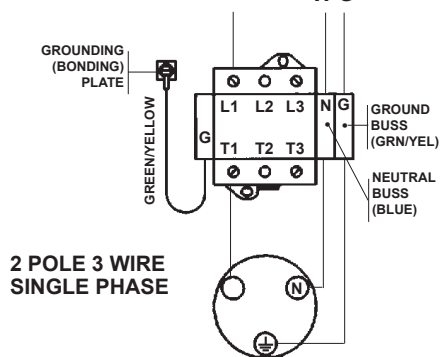 GROUNDING
(BONDING)
PLATE
GREEN/YELLOW
L1 L2 L3 N G
G
T1 T2 T3
GROUND
BUSS
(GRN/YEL)
NEUTRAL
BUSS
(BLUE)
2 POLE 3 WIRE
SINGLE PHASE
N